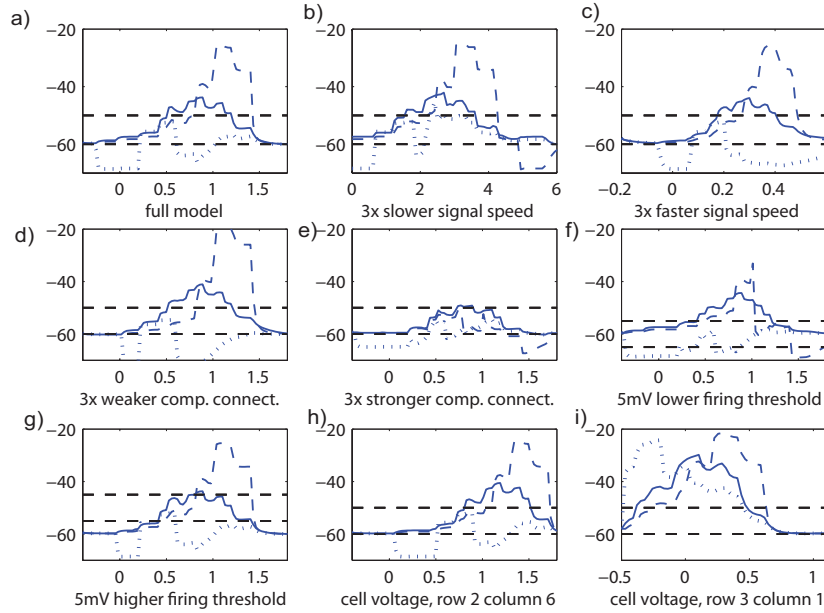 a) b) c)
−20 −20 −20
−40 −40 −40
−60 −60 −60
0 0.5 1 1.5 0 2 4 6 −0.2 0 0.2 0.4
full model 3x slower signal speed 3x faster signal speed
d) e) f)
−20 −20 −20
−40 −40 −40
−60 −60 −60
0 0.5 1 1.5 0 0.5 1 1.5 0 0.5 1 1.5
3x weaker comp. connect. 3x stronger comp. connect. 5mV lower firing threshold
g) h) i)
−20 −20 −20
−40 −40 −40
−60 −60 −60
0 0.5 1 1.5 0 0.5 1 1.5 −0.5 0 0.5 1
5mV higher firing threshold cell voltage, row 2 column 6 cell voltage, row 3 column 1